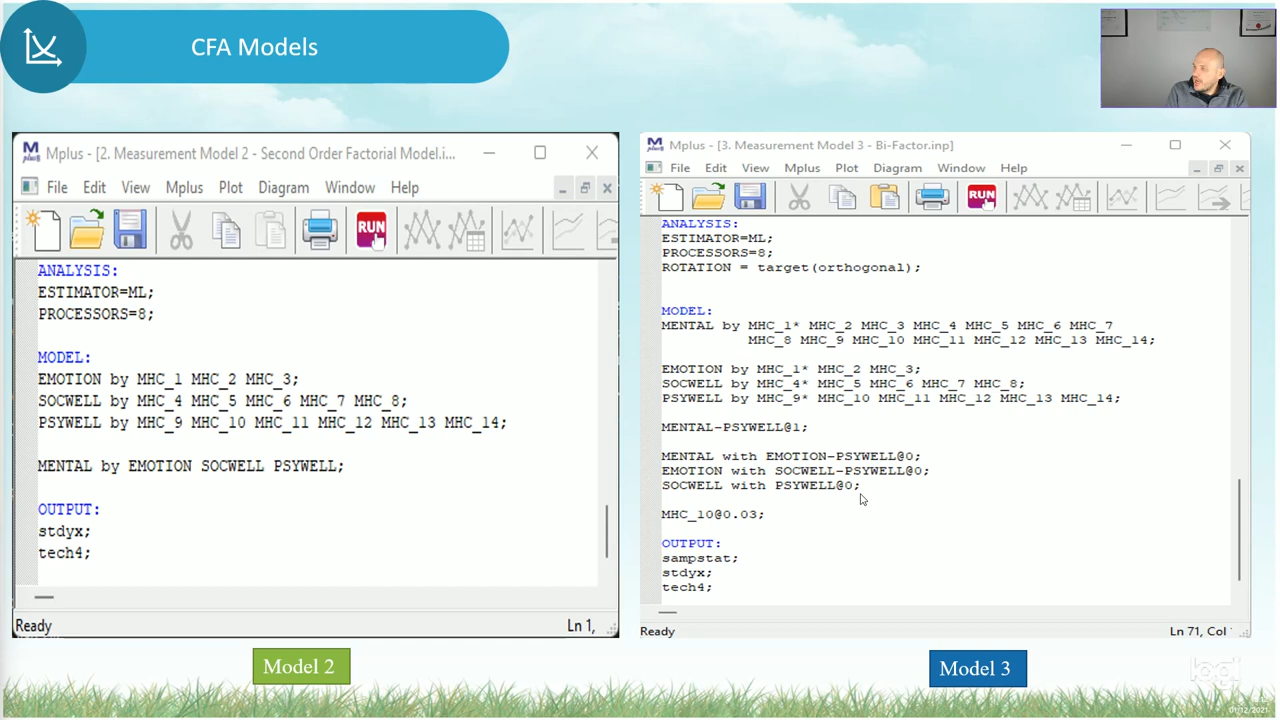 CFA Models
Mplus - [2. Measurement Model 2 - Second Order Factorial Model.i...
File Edit View Mplus Plot Diagram Window Help
RUN
ANALYSIS:
ESTIMATOR=ML;
PROCESSORS=8;
MODEL:
EMOTION by MHC_1 MHC_2 MHC_3;
SOCWELL by MHC_4 MHC_5 MHC_6 MHC_7 MHC_8;
PSYWELL by MHC_9 MHC_10 MHC_11 MHC_12 MHC_13 MHC_14;
MENTAL by EMOTION SOCWELL PSYWELL;
OUTPUT:
stdyx;
tech4;
Ready Ln 1,
Model 2
Mplus - [3. Measurement Model 3 - Bi-Factor.inp]
File Edit View Mplus Plot Diagram Window Help
RUN
ANALYSIS:
ESTIMATOR=ML;
PROCESSORS=8;
ROTATION = target(orthogonal);
MODEL:
MENTAL by MHC_1* MHC_2 MHC_3 MHC_4 MHC_5 MHC_6 MHC_7
MHC_8 MHC_9 MHC_10 MHC_11 MHC_12 MHC_13 MHC_14;
EMOTION by MHC_1* MHC_2 MHC_3;
SOCWELL by MHC_4* MHC_5 MHC_6 MHC_7 MHC_8;
PSYWELL by MHC_9* MHC_10 MHC_11 MHC_12 MHC_13 MHC_14;
MENTAL-PSYWELL@1;
MENTAL with EMOTION-PSYWELL@0;
EMOTION with SOCWELL-PSYWELL@0;
SOCWELL with PSYWELL@0;
MHC_10@0.03;
OUTPUT:
sampstat;
stdyx;
tech4;
Ready Ln 71, Col
Model 3
logi
01/12/2021